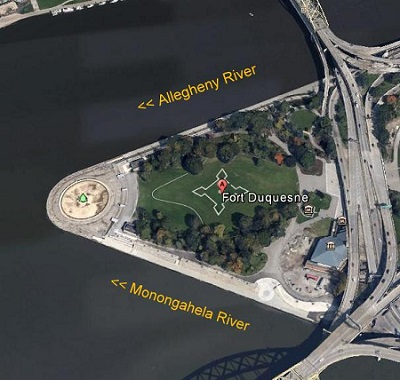 << Allegheny River
Fort Duquesne
<< Monongahela River